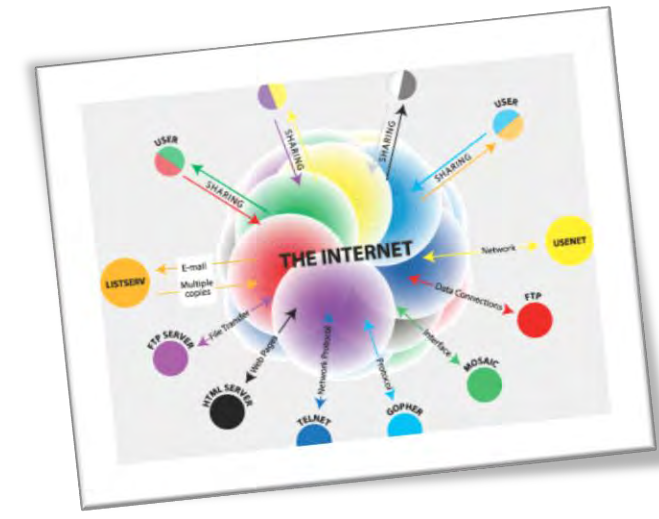 SHARING
SHARING
USER
SHARING
USER
SHARING
THE INTERNET
LISTSERV
E-mail
Multiple
copies
Network
USENET
Data Connections
FTP
File Transfer
FTP SERVER
Web Pages
HTML SERVER
Network Protocol
TELNET
Protocol
GOPHER
Interface
MOSAIC